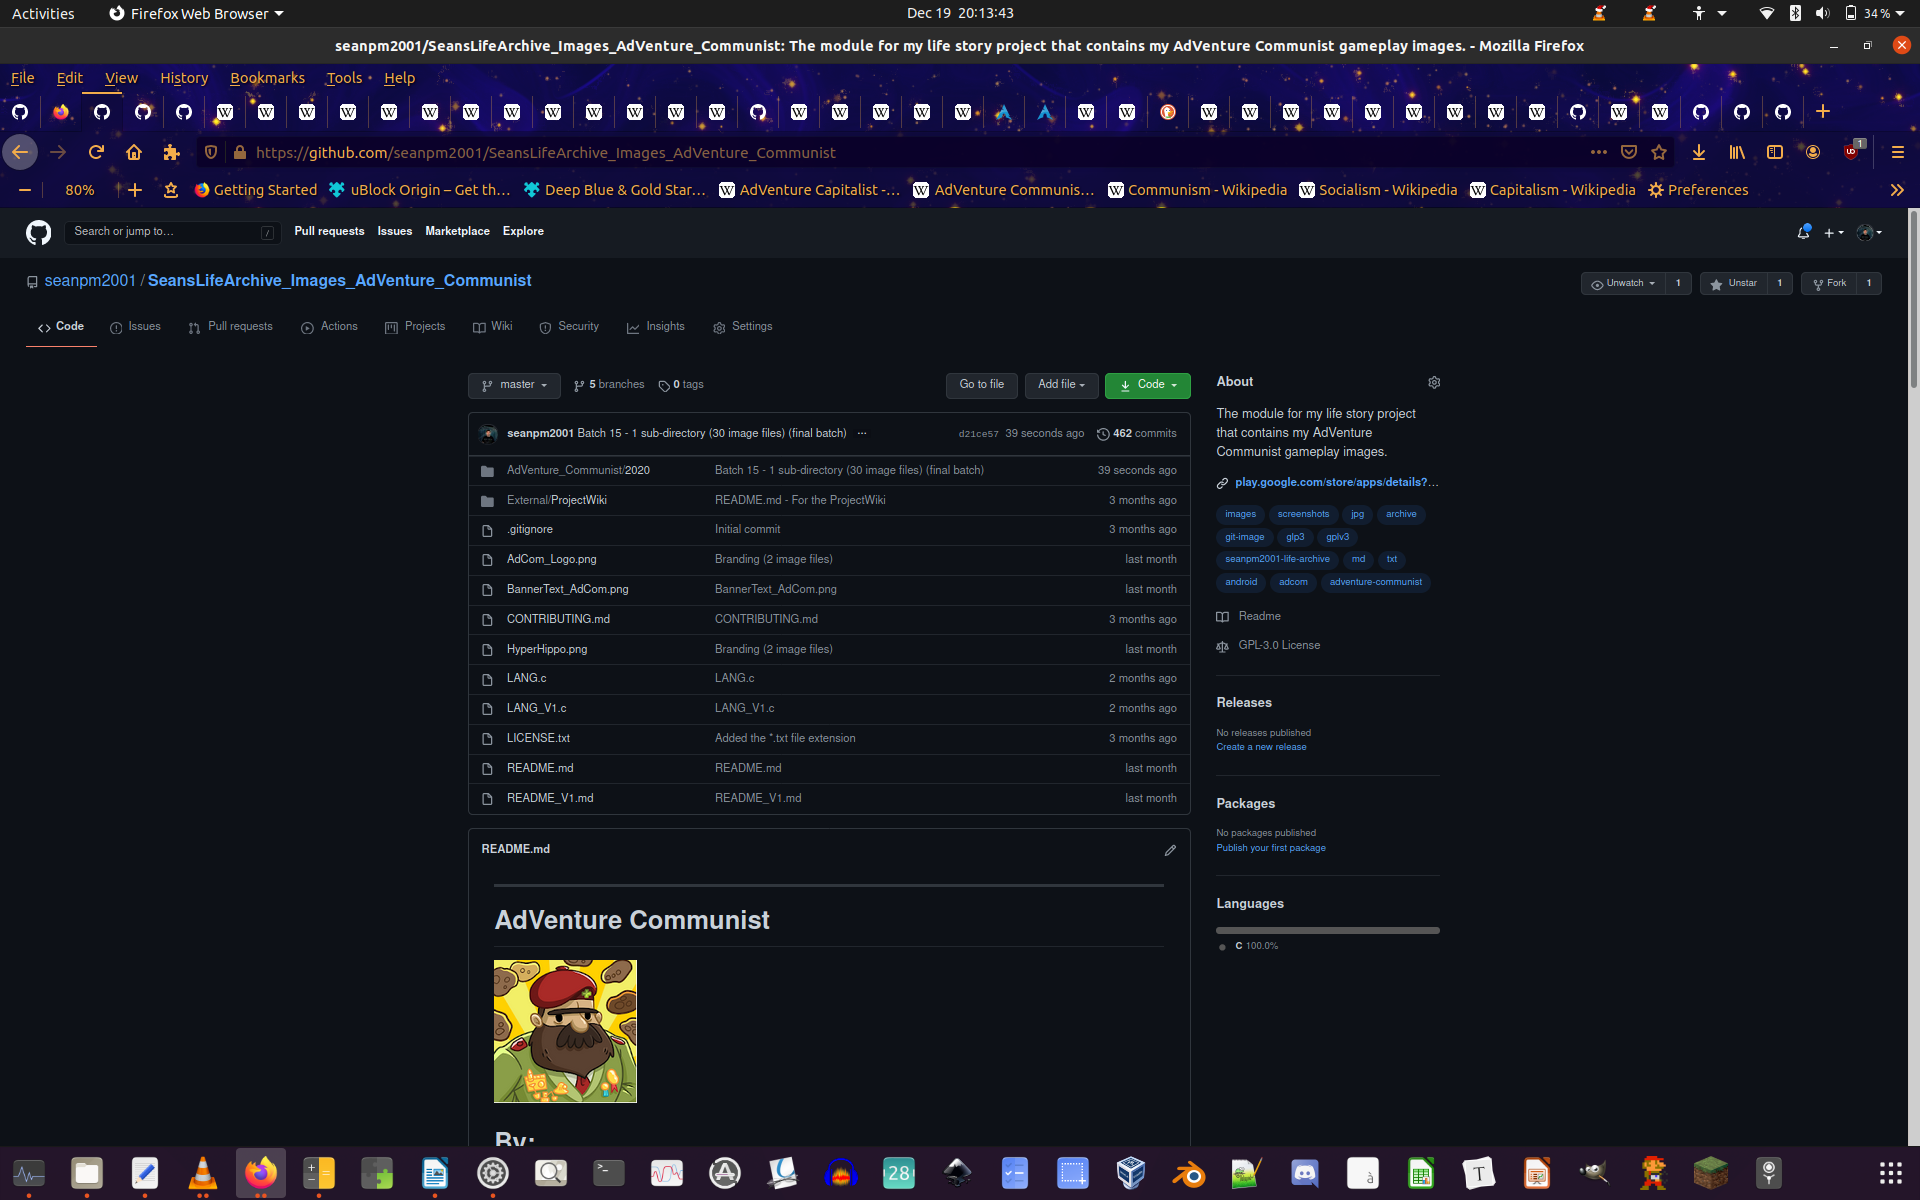 Activities Firefox Web Browser Dec 19 20:13:43 34 %
seanpm2001/SeansLifeArchive_Images_AdVenture_Communist: The module for my life story project that contains my AdVenture Communist gameplay images. - Mozilla Firefox
File Edit View History Bookmarks Tools Help
https://github.com/seanpm2001/SeansLifeArchive_Images_AdVenture_Communist 1
80% Getting Started uBlock Origin – Get th… Deep Blue & Gold Star… AdVenture Capitalist -… AdVenture Communis… Communism - Wikipedia Socialism - Wikipedia Capitalism - Wikipedia Preferences
Search or jump to… / Pull requests Issues Marketplace Explore
seanpm2001 / SeansLifeArchive_Images_AdVenture_Communist Unwatch 1 Unstar 1 Fork 1
Code Issues Pull requests Actions Projects Wiki Security Insights Settings
master 5 branches 0 tags Go to file Add file Code
seanpm2001 Batch 15 - 1 sub-directory (30 image files) (final batch) ... d21ce57 39 seconds ago 462 commits
AdVenture_Communist/2020 Batch 15 - 1 sub-directory (30 image files) (final batch) 39 seconds ago
External/ProjectWiki README.md - For the ProjectWiki 3 months ago
.gitignore Initial commit 3 months ago
AdCom_Logo.png Branding (2 image files) last month
BannerText_AdCom.png BannerText_AdCom.png last month
CONTRIBUTING.md CONTRIBUTING.md 3 months ago
HyperHippo.png Branding (2 image files) last month
LANG.c LANG.c 2 months ago
LANG_V1.c LANG_V1.c 2 months ago
LICENSE.txt Added the *.txt file extension 3 months ago
README.md README.md last month
README_V1.md README_V1.md last month
README.md
AdVenture Communist
By:
About
The module for my life story project
that contains my AdVenture
Communist gameplay images.
play.google.com/store/apps/details?…
images screenshots jpg archive
git-image glp3 gplv3
seanpm2001-life-archive md txt
android adcom adventure-communist
Readme
GPL-3.0 License
Releases
No releases published
Create a new release
Packages
No packages published
Publish your first package
Languages
C 100.0%
28